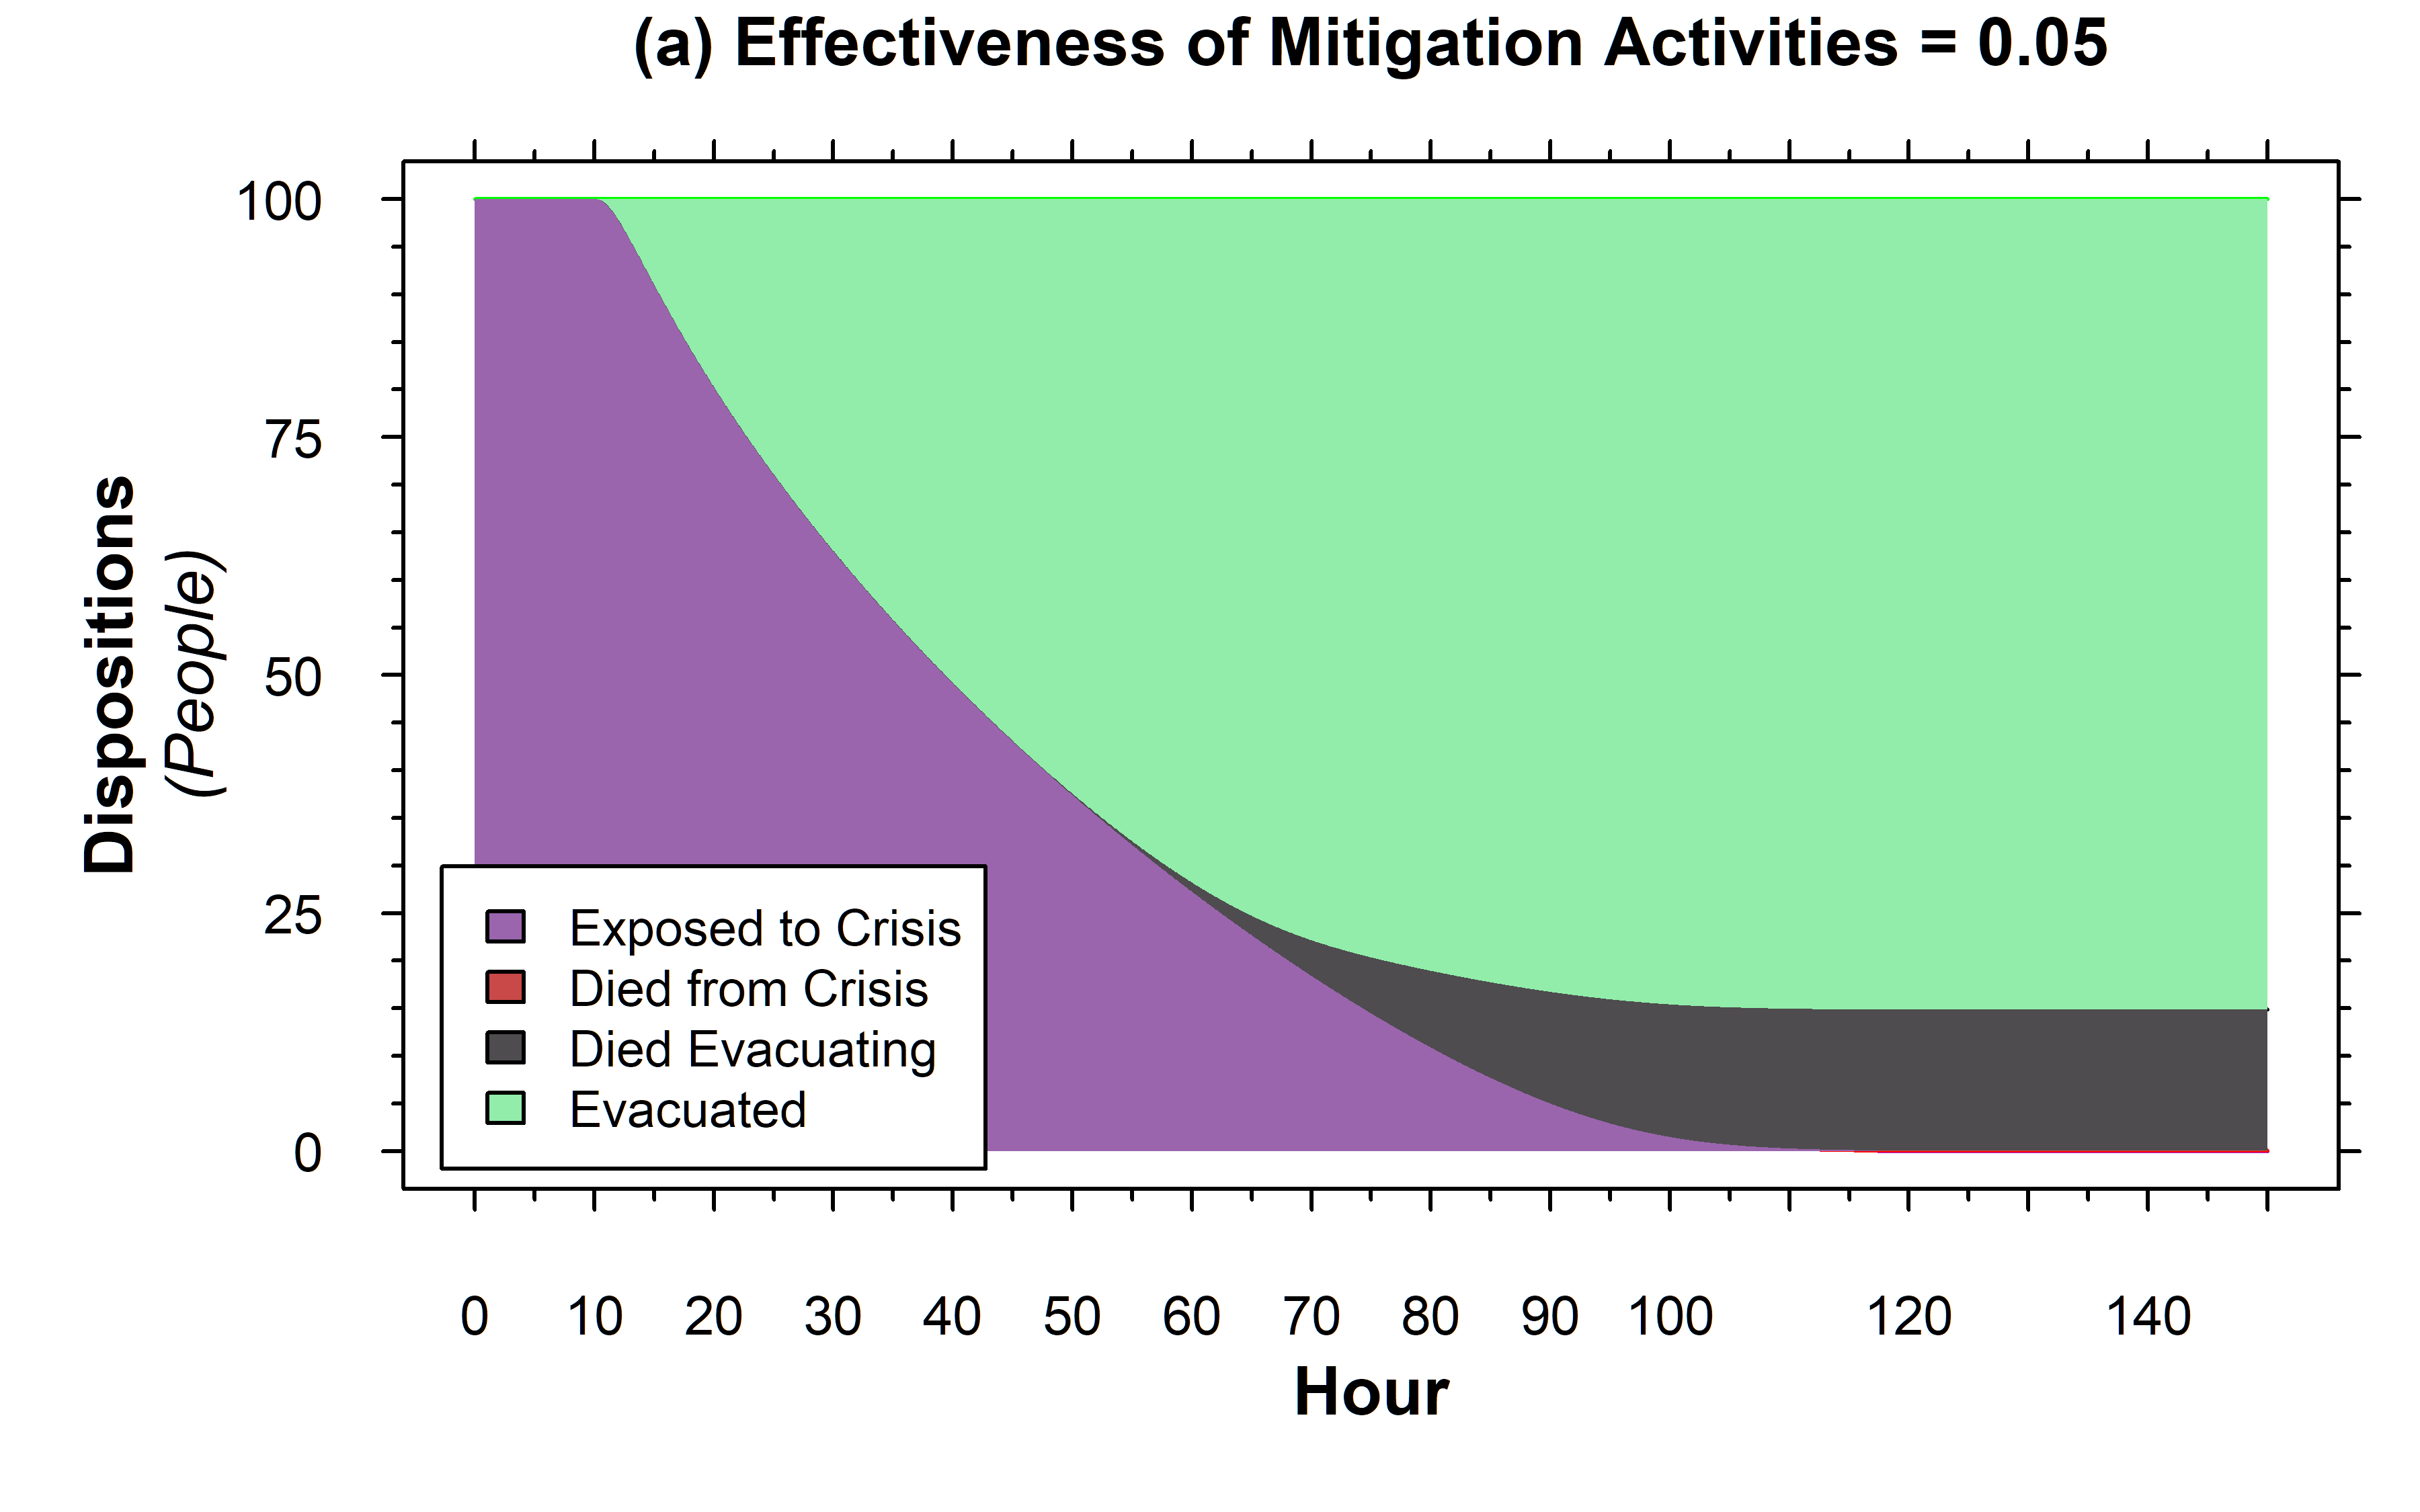 (a) Effectiveness of Mitigation Activities = 0.05
Dispositions
(People)
100
75
50
25
0
Exposed to Crisis
Died from Crisis
Died Evacuating
Evacuated
0 10 20 30 40 50 60 70 80 90 100 120 140
Hour